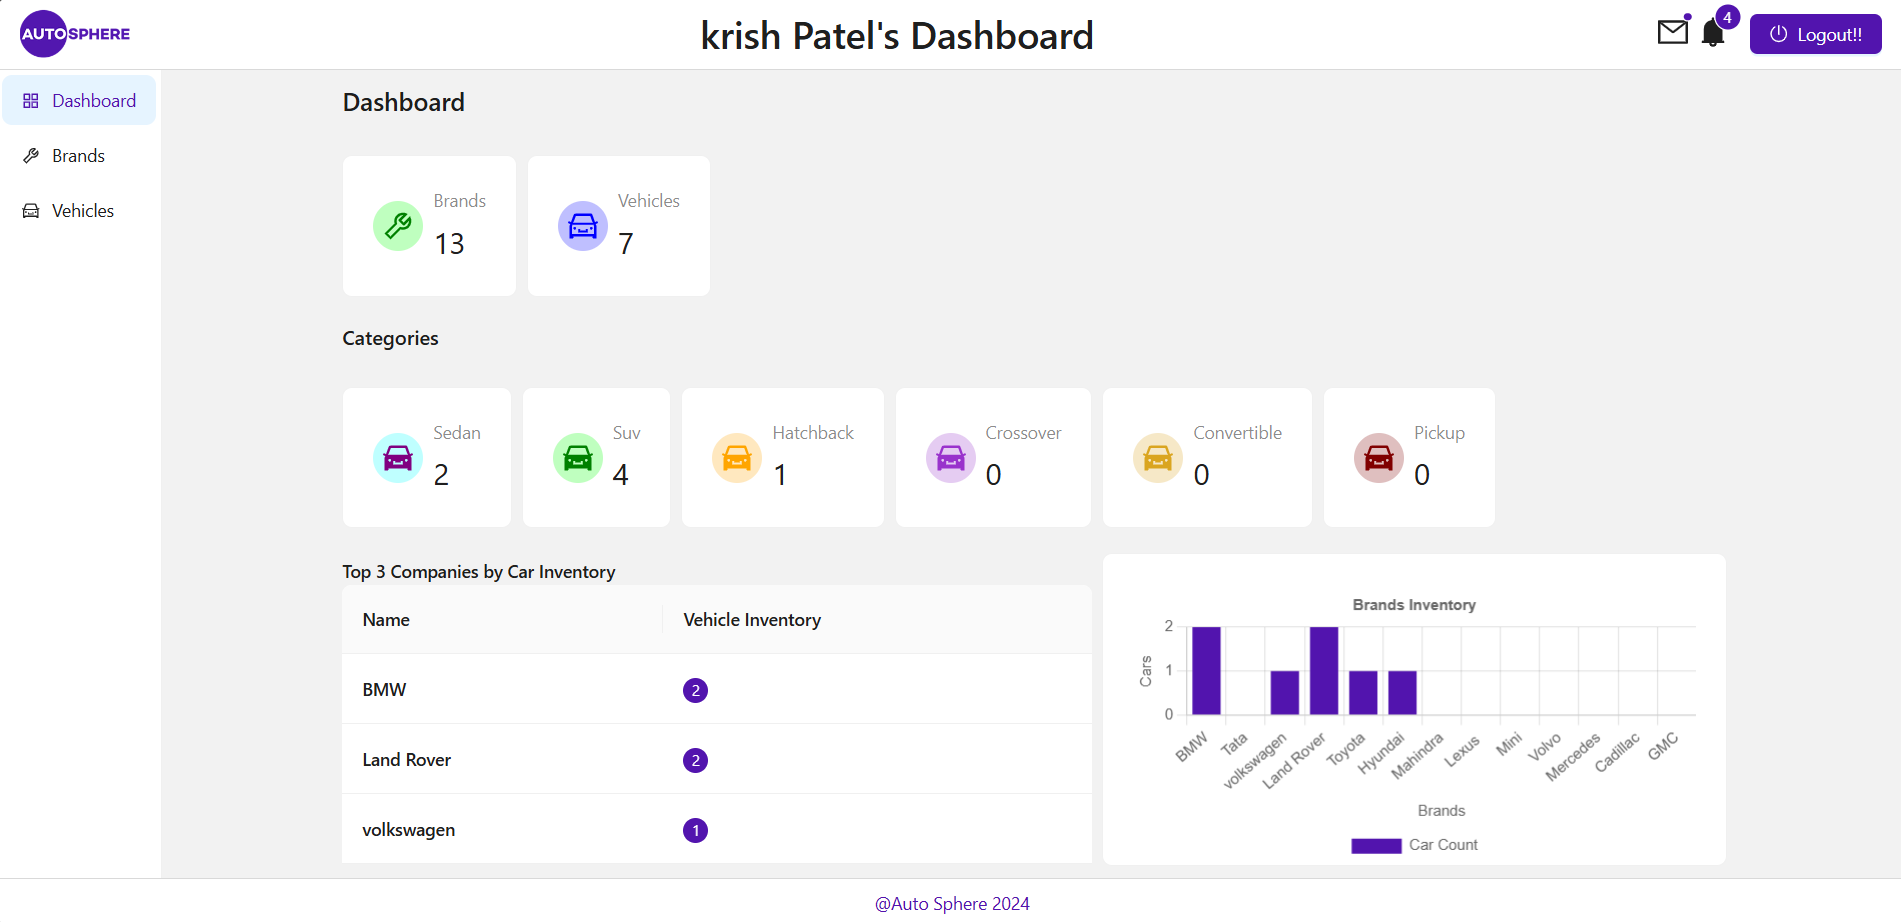 AUTOSPHERE
krish Patel's Dashboard
4
Logout!!
Dashboard
Brands
Vehicles
Dashboard
Brands
13
Vehicles
7
Categories
Sedan
2
Suv
4
Hatchback
1
Crossover
0
Convertible
0
Pickup
0
Top 3 Companies by Car Inventory
Name Vehicle Inventory
BMW 2
Land Rover 2
volkswagen 1
Brands Inventory
Cars
2
1
0
BMW Tata volkswagen Land Rover Toyota Hyundai Mahindra Lexus Mini Volvo Mercedes Cadillac GMC
Brands
Car Count
@Auto Sphere 2024